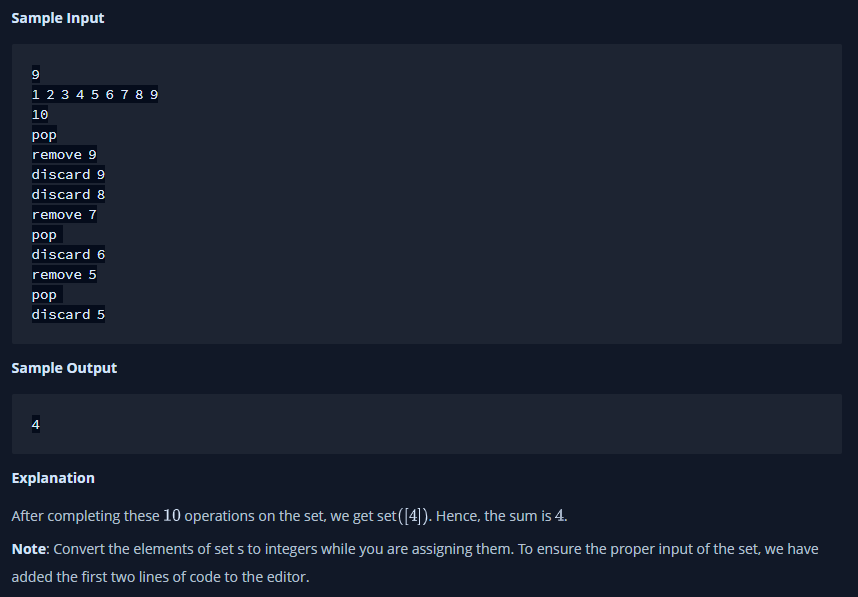 Sample Input
9
1 2 3 4 5 6 7 8 9
10
pop
remove 9
discard 9
discard 8
remove 7
pop
discard 6
remove 5
pop
discard 5
Sample Output
4
Explanation
After completing these 10 operations on the set, we get set([4]). Hence, the sum is 4.
Note: Convert the elements of set s to integers while you are assigning them. To ensure the proper input of the set, we have
added the first two lines of code to the editor.